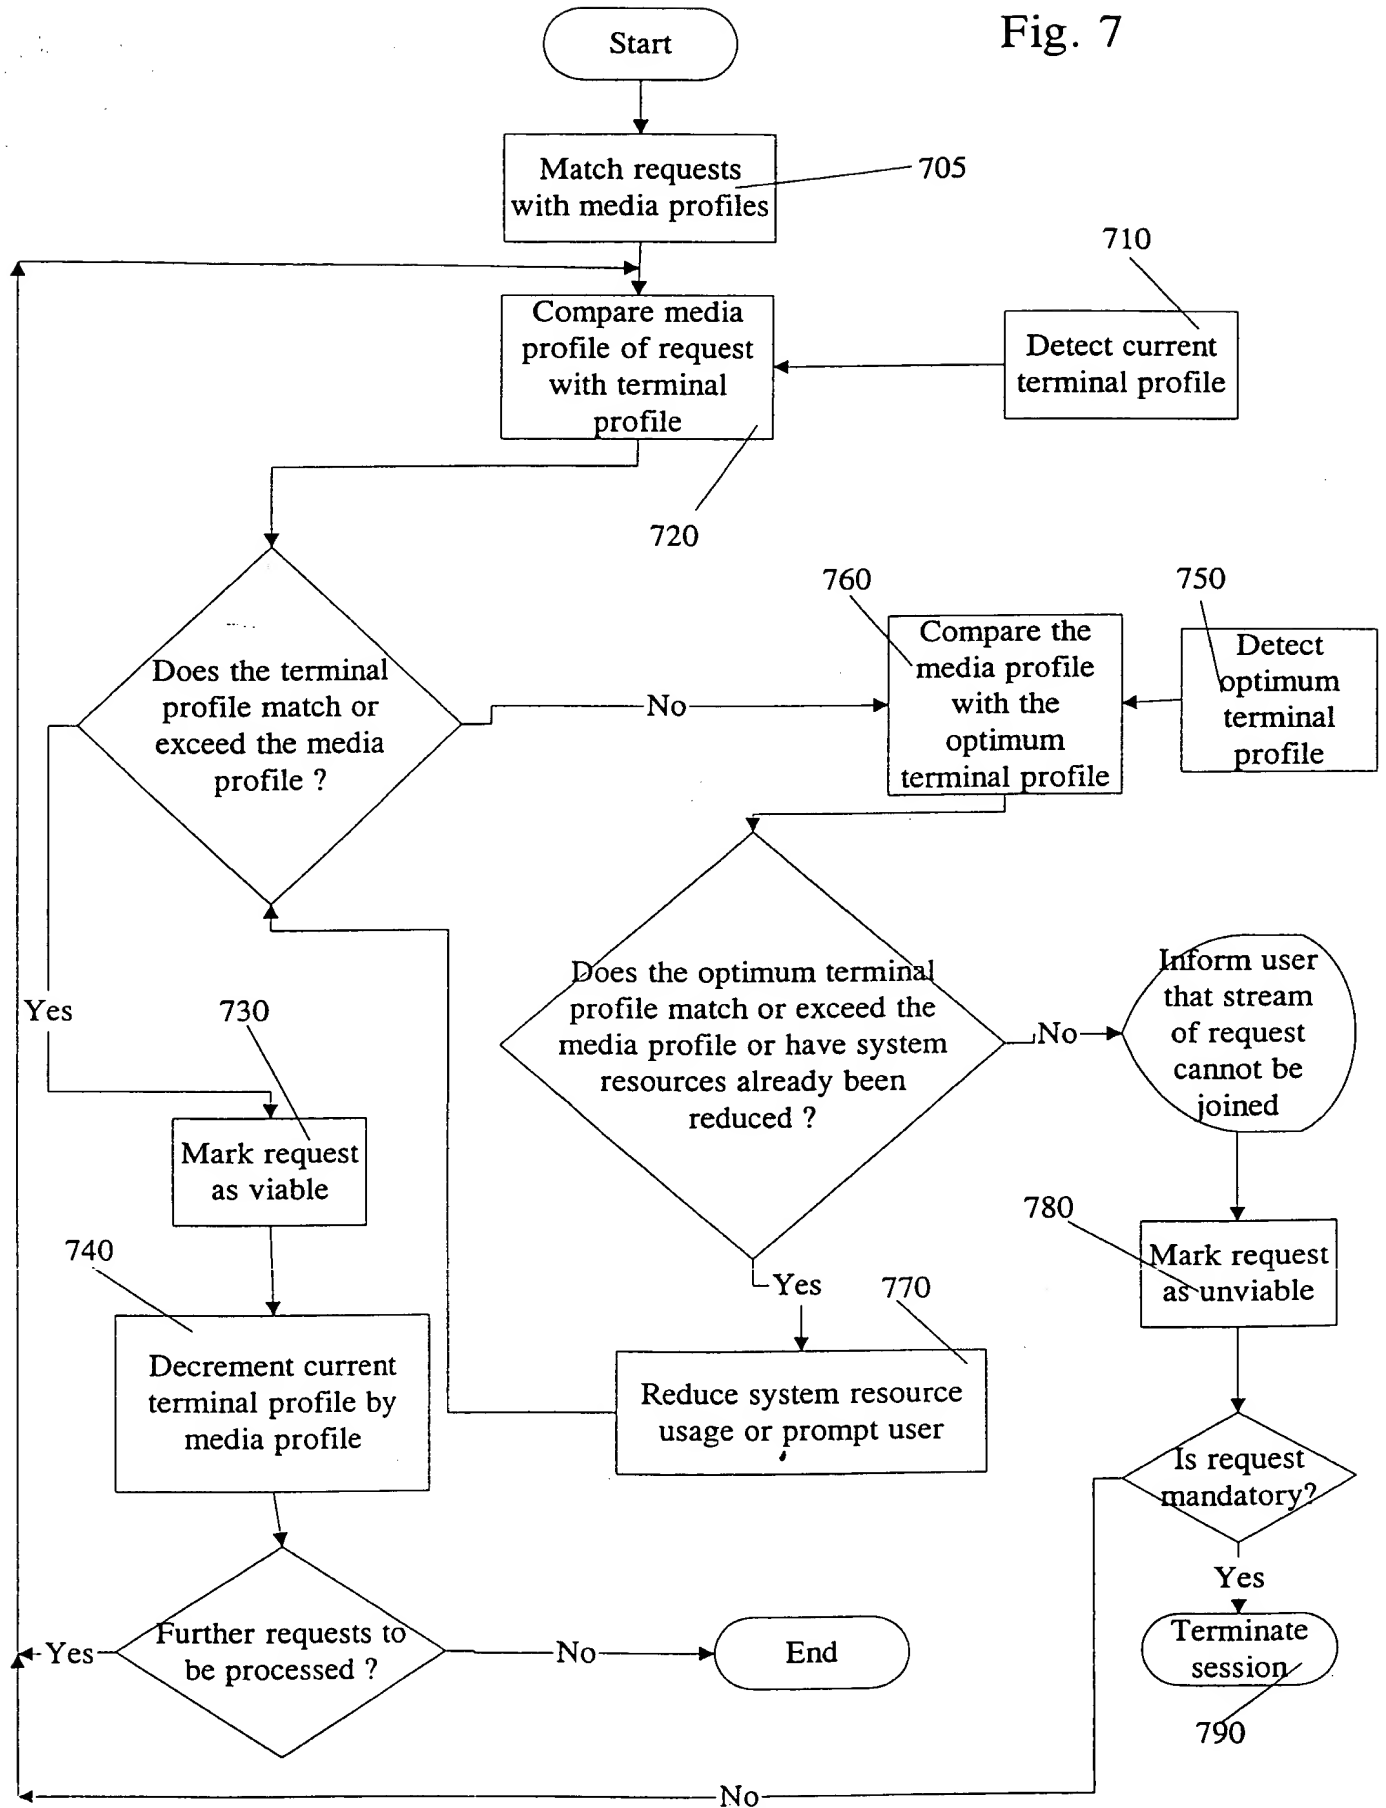 Fig. 7
Start
Match requests
with media profiles
705
710
Compare media
profile of request
with terminal
profile
Detect current
terminal profile
720
760
750
Compare the
media profile
with the
optimum
terminal profile
Detect
optimum
terminal
profile
Does the terminal
profile match or
exceed the media
profile ?
No
Yes
730
Does the optimum terminal
profile match or exceed the
media profile or have system
resources already been
reduced ?
No
Inform user
that stream
of request
cannot be
joined
Mark request
as viable
780
Mark request
as unviable
740
Yes
770
Decrement current
terminal profile by
media profile
Reduce system resource
usage or prompt user
Is request
mandatory?
Yes
Further requests to
be processed ?
Yes
No
End
Terminate
session
790
No